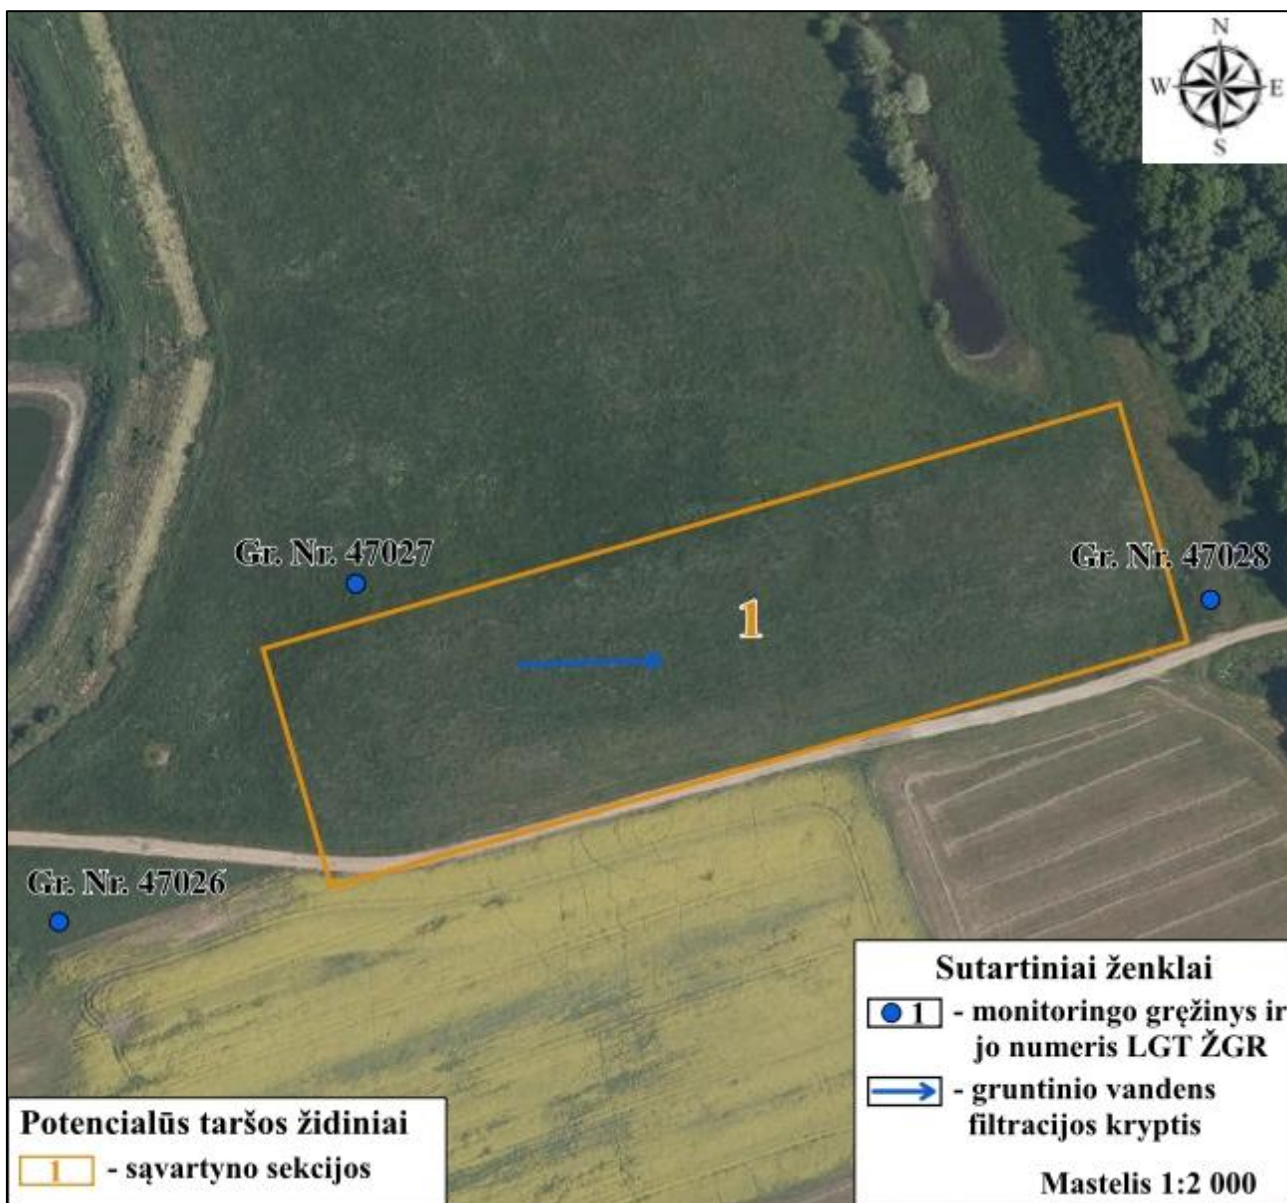 N
W E
S
Gr. Nr. 47027
Gr. Nr. 47028
1
Gr. Nr. 47026
Sutartiniai ženklai
1 - monitoringo gręžinys ir
jo numeris LGT ŽGR
- gruntinio vandens
filtracijos kryptis
Mastelis 1:2 000
Potencialūs taršos židiniai
1 - sąvartyno sekcijos